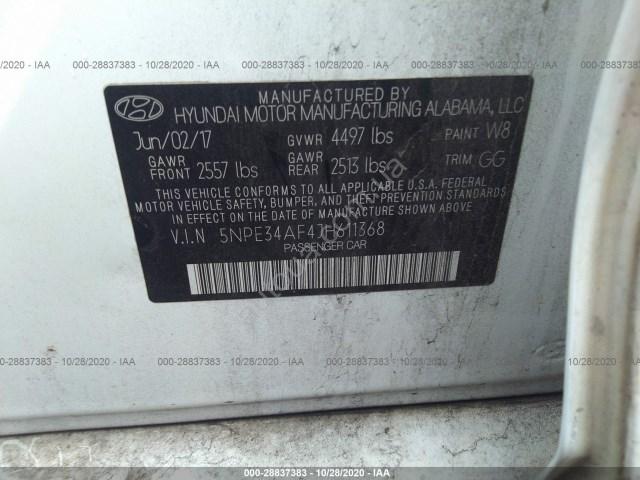 000-28837383 - 10/28/2020 - IAA
000-28837383 - 10/28/2020 - IAA
000-28837383 - 10/28/2020 - IAA
MANUFACTURED BY
HYUNDAI MOTOR MANUFACTURING ALABAMA, LLC
Jun/02/17 GVWR 4497 lbs PAINT W8
GAWR FRONT 2557 lbs GAWR REAR 2513 lbs TRIM GG
THIS VEHICLE CONFORMS TO ALL APPLICABLE U.S.A. FEDERAL
MOTOR VEHICLE SAFETY, BUMPER, AND THEFT PREVENTION
STANDARDS IN EFFECT ON THE DATE OF MANUFACTURE SHOWN ABOVE.
V.I.N
PASSENGER CAR
000-28837383 - 10/28/2020 - IAA
000-28837383 - 10/28/2020 - IAA
000-28837383 - 10/28/2020 - IAA
000-28837383 - 10/28/2020 - IAA